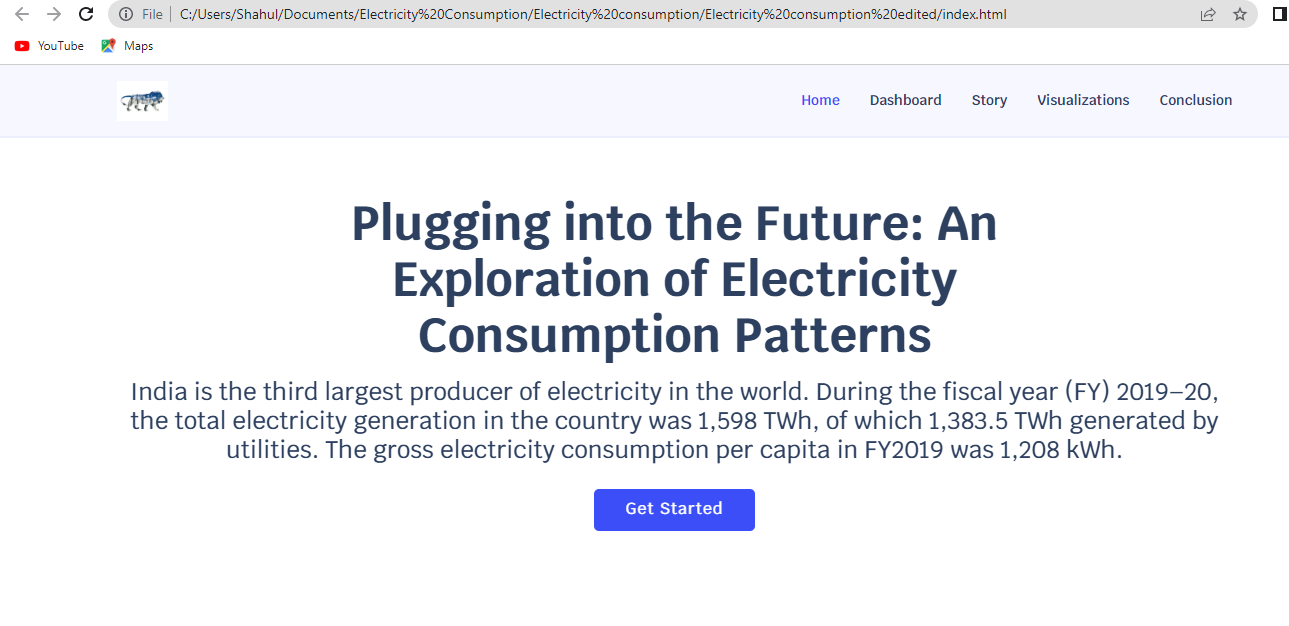 File C:/Users/Shahul/Documents/Electricity%20Consumption/Electricity%20consumption/Electricity%20consumption%20edited/index.html
YouTube Maps
Home Dashboard Story Visualizations Conclusion
Plugging into the Future: An
Exploration of Electricity
Consumption Patterns
India is the third largest producer of electricity in the world. During the fiscal year (FY) 2019–20,
the total electricity generation in the country was 1,598 TWh, of which 1,383.5 TWh generated by
utilities. The gross electricity consumption per capita in FY2019 was 1,208 kWh.
Get Started